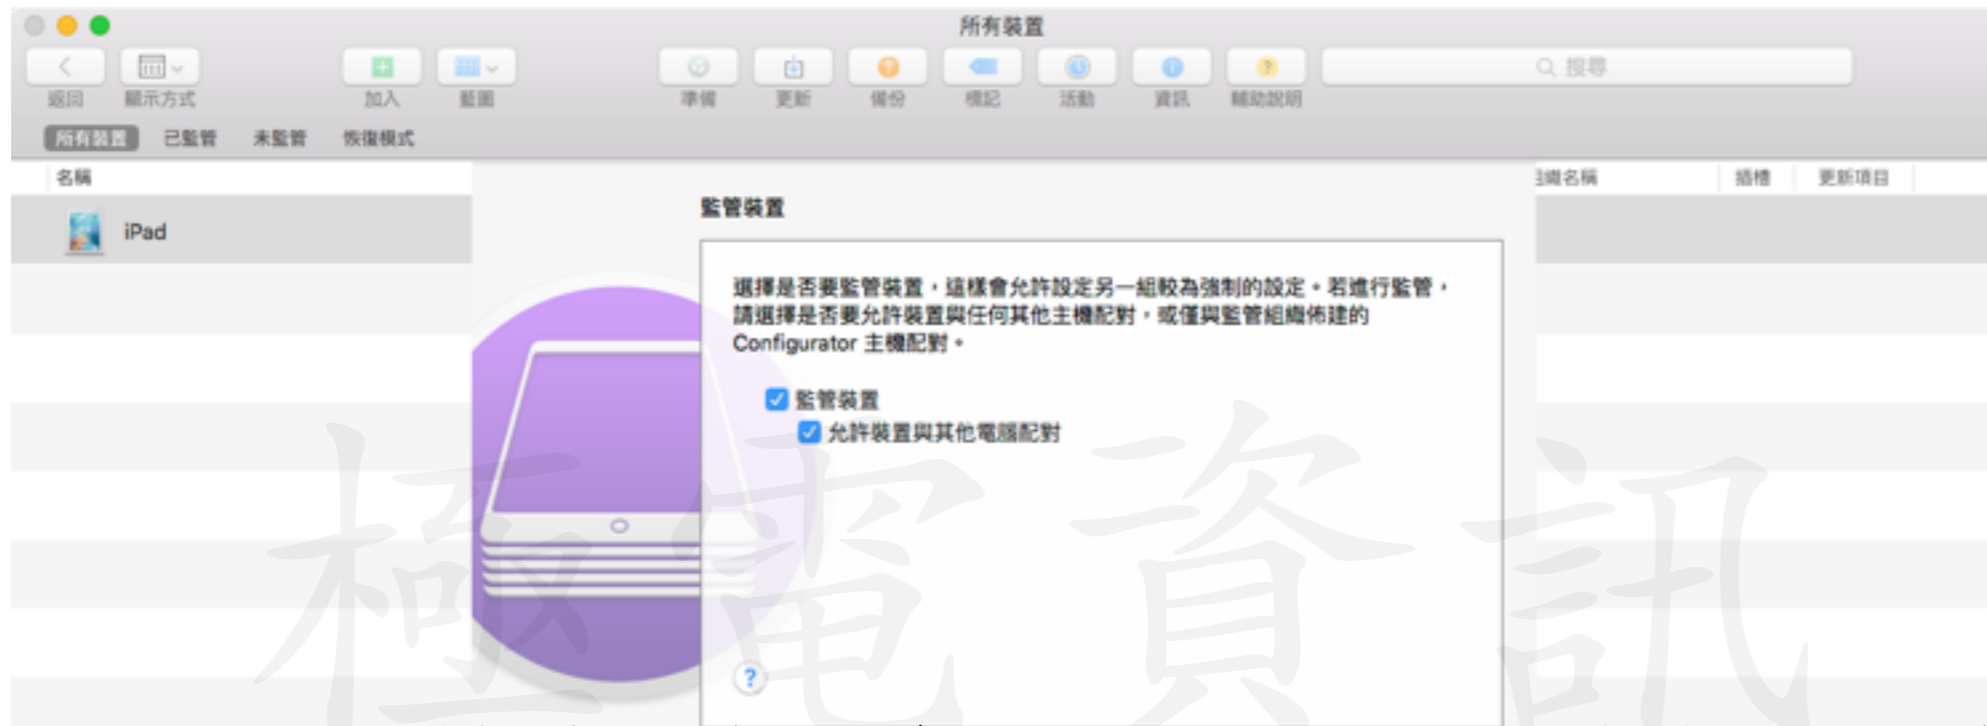 所有裝置
搜尋
返回 顯示方式 加入 藍圖 準備 更新 備份 標記 活動 資訊 輔助說明
所有裝置 已監管 未監管 恢復模式
名稱 組織名稱 插槽 更新項目
iPad
監管裝置
選擇是否要監管裝置，這樣會允許設定另一組較為強制的設定。若進行監管，
請選擇是否要允許裝置與任何其他主機配對，或僅與監管組織佈建的
Configurator 主機配對。
監管裝置
允許裝置與其他電腦配對
?
極電資訊